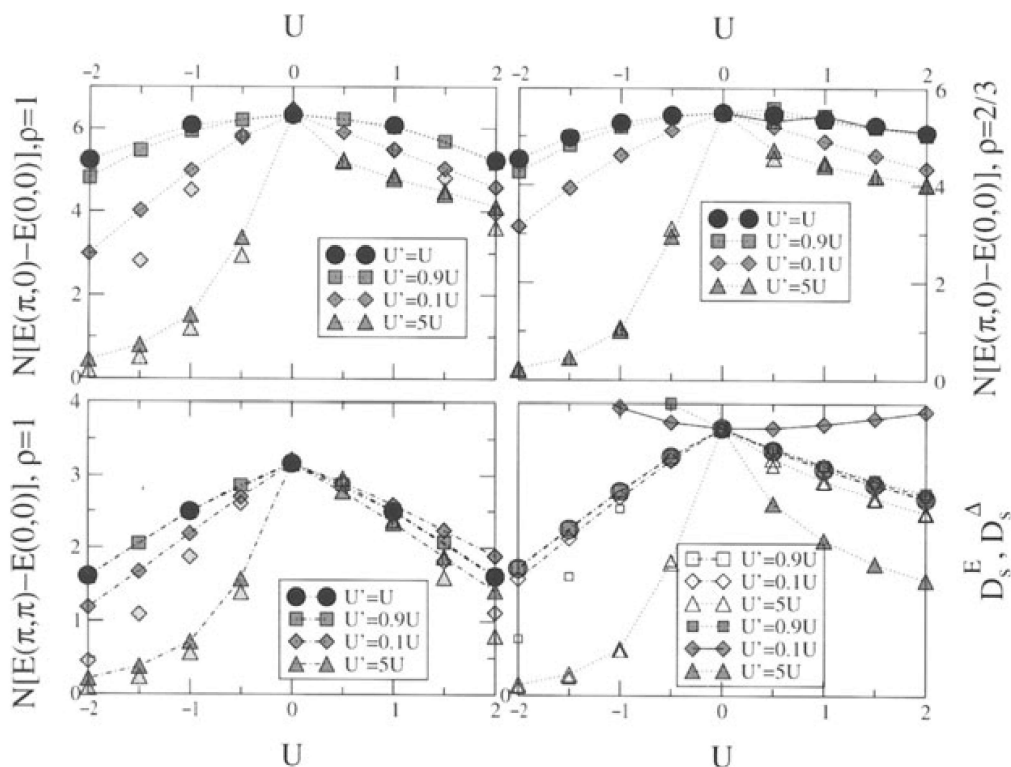 U U
-2 -1 0 1 2 -2 -1 0 1 2
N[E(π,0)−E(0,0)],ρ=1
6
4
2
0
U'=U
U'=0.9U
U'=0.1U
U'=5U
U'=U
U'=0.9U
U'=0.1U
U'=5U
6
4
2
0
N[E(π,0)−E(0,0)], ρ=2/3
N[E(π,π)−E(0,0)], ρ=1
4
3
2
1
0
U'=U
U'=0.9U
U'=0.1U
U'=5U
U'=0.9U
U'=0.1U
U'=5U
U'=0.9U
U'=0.1U
U'=5U
0
D_s^E, D_s^Δ
-2 -1 0 1 2 -2 -1 0 1 2
U U